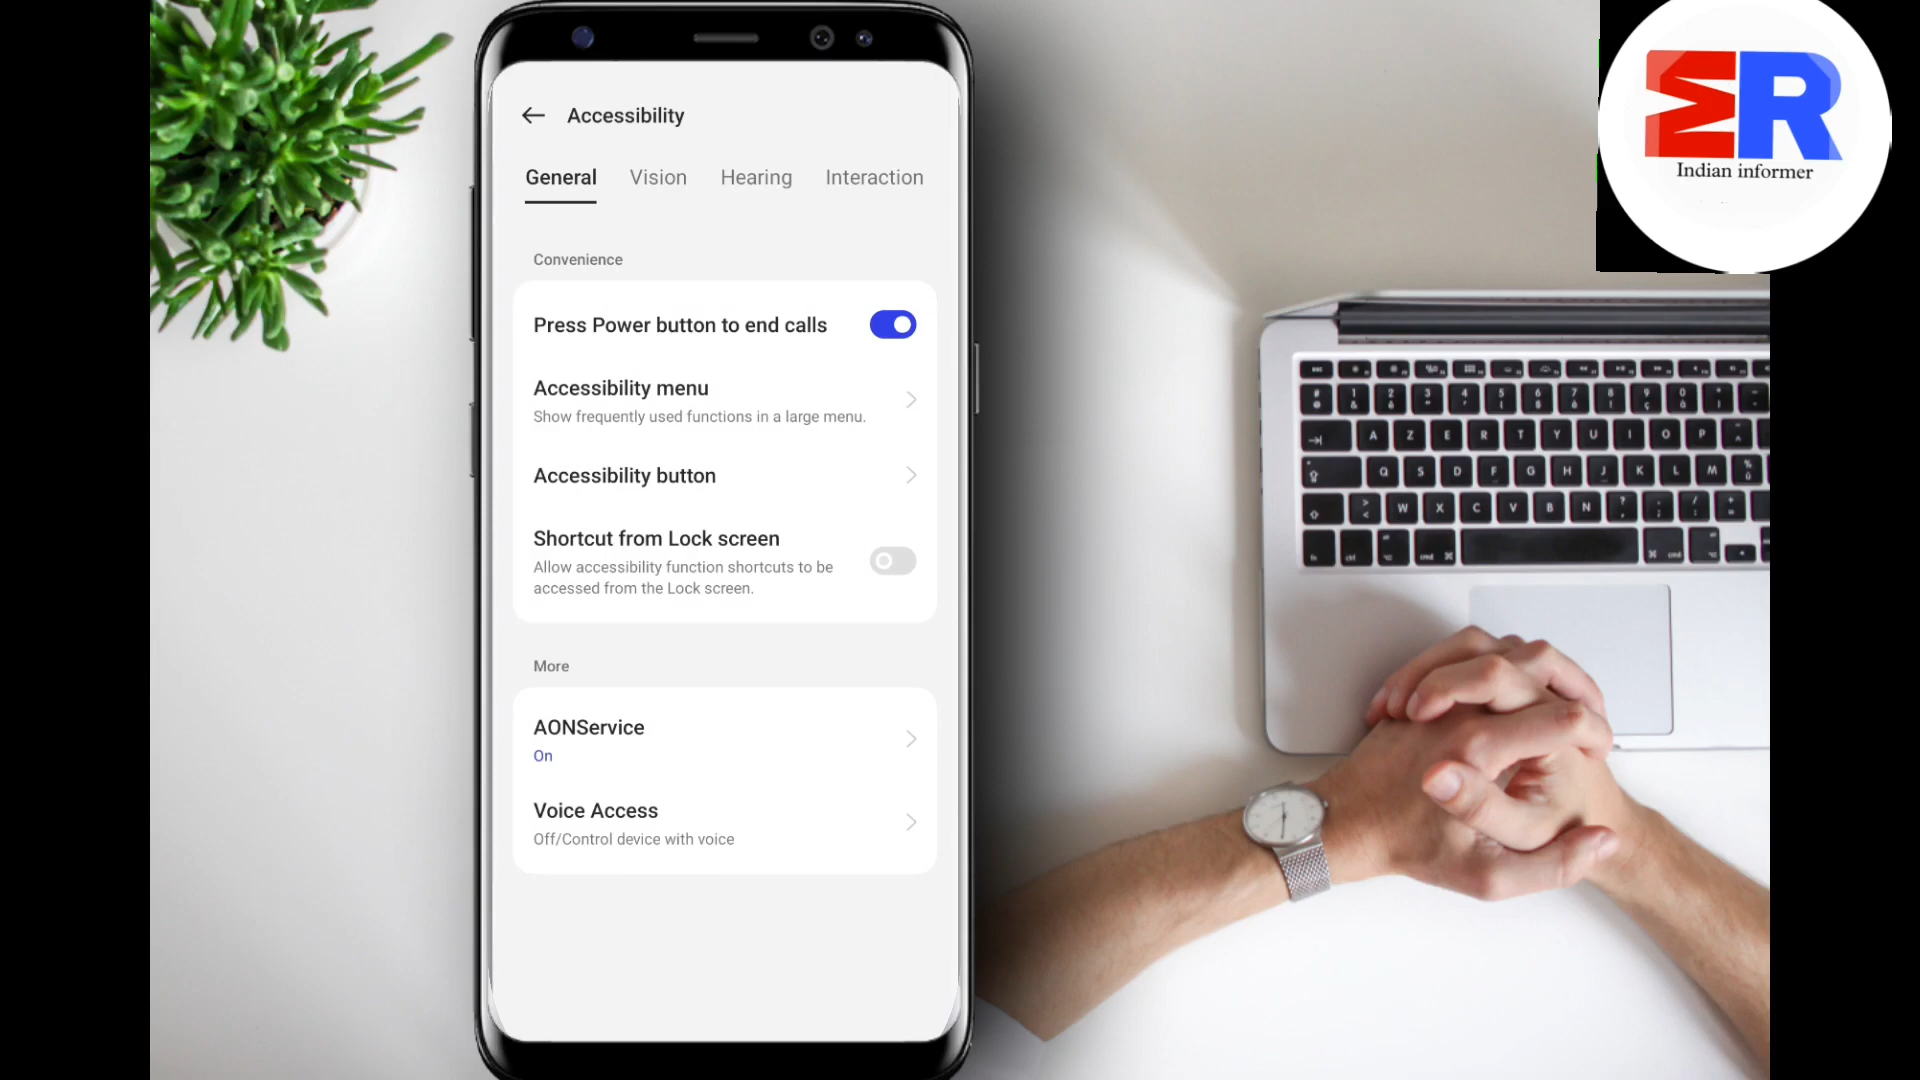 Accessibility
General Vision Hearing Interaction
Convenience
Press Power button to end calls
Accessibility menu
Show frequently used functions in a large menu.
Accessibility button
Shortcut from Lock screen
Allow accessibility function shortcuts to be
accessed from the Lock screen.
More
AONService
On
Voice Access
Off/Control device with voice
R
Indian informer
A Z E R T Y U I O P
Q S D F G H J K L M
W X C V B N